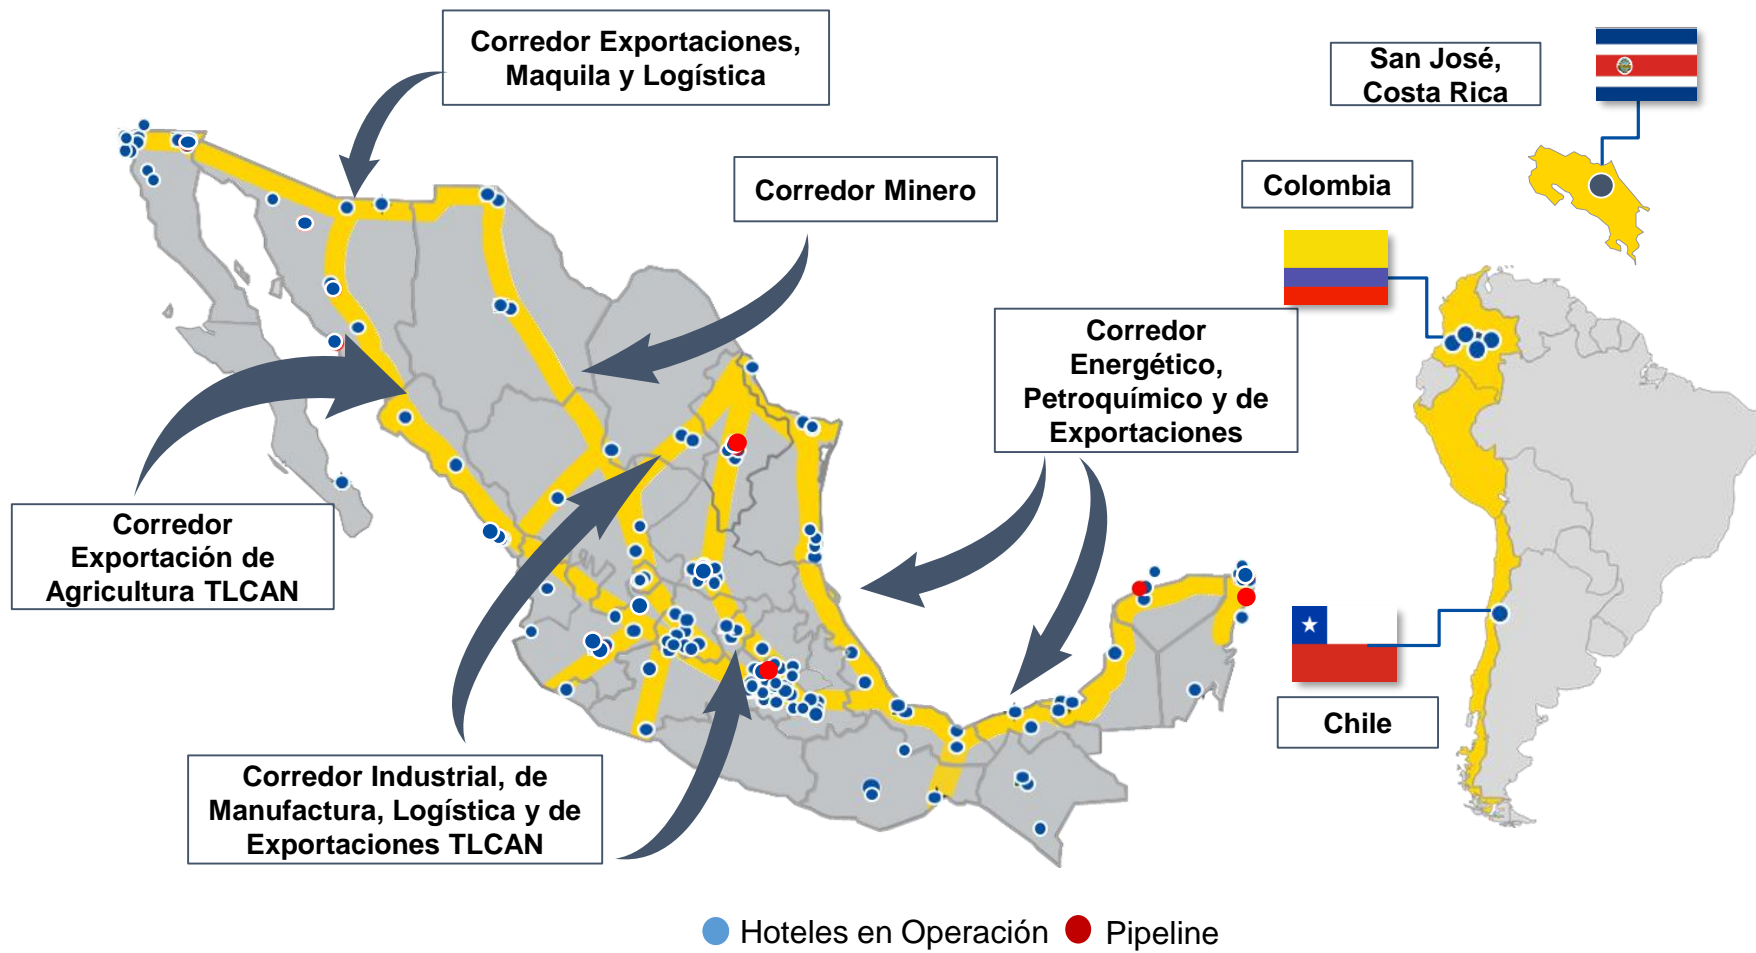 Corredor Exportaciones,
Maquila y Logística
San José,
Costa Rica
Corredor Minero
Colombia
Corredor
Energético,
Petroquímico y de
Exportaciones
Corredor
Exportación de
Agricultura TLCAN
Chile
Corredor Industrial, de
Manufactura, Logística y de
Exportaciones TLCAN
Hoteles en Operación
Pipeline